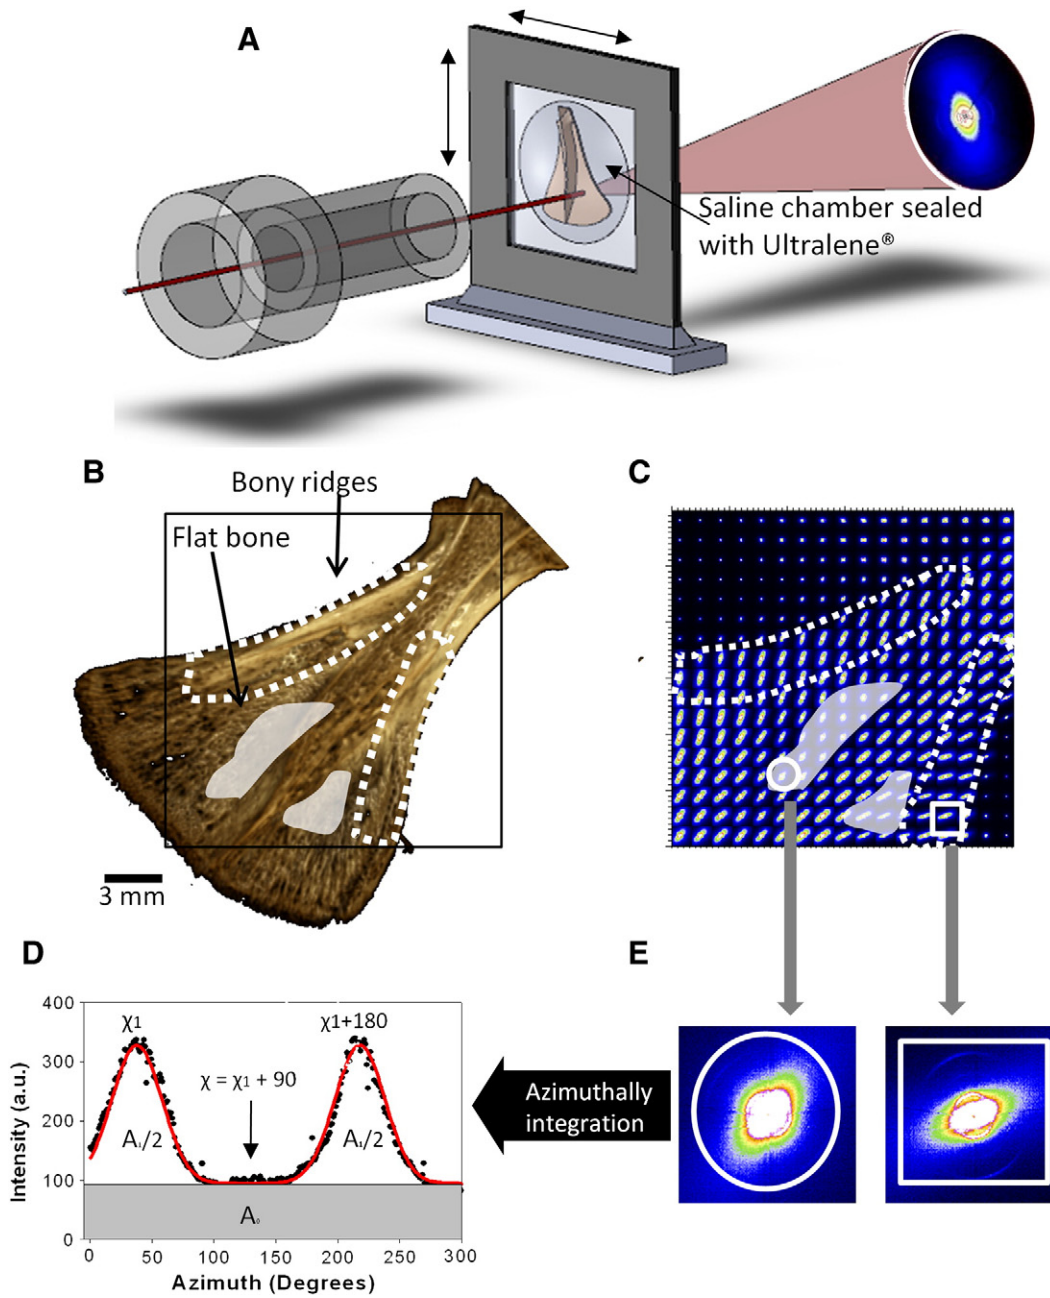 A
Saline chamber sealed
with Ultralene®
B
Bony ridges
Flat bone
3 mm
C
D
400
300
200
100
0
Intensity (a.u.)
χ1
χ1+180
χ = χ1 + 90
A₁/2
A₁/2
A₀
0 50 100 150 200 250 300
Azimuth (Degrees)
Azimuthally
integration
E